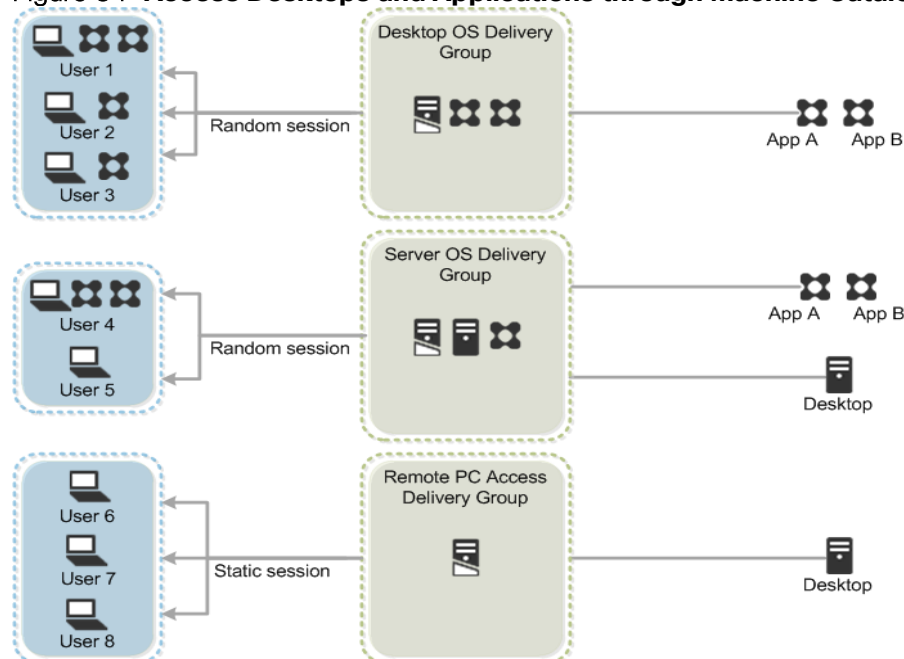 Access Desktops and Applications through Machine
User 1
User 2
User 3
Random session
Desktop OS Delivery
Group
App A
App B
User 4
User 5
Random session
Server OS Delivery
Group
App A
App B
Desktop
User 6
User 7
User 8
Static session
Remote PC Access
Delivery Group
Desktop